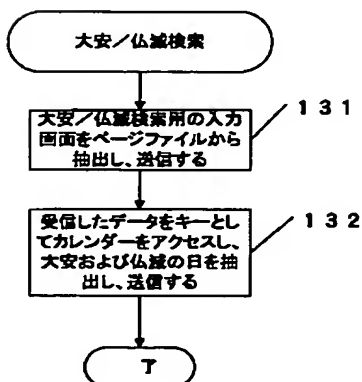 大安／仏滅検索
大安／仏滅検索用の入力
画面をページファイルから
抽出し、送信する
131
受信したデータをキーとし
てカレンダーをアクセスし、
大安および仏滅の日を抽
出し、送信する
132
了